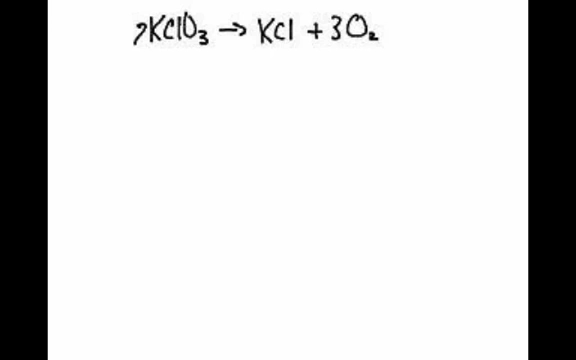 2KClO₃ → KCl + 3O₂